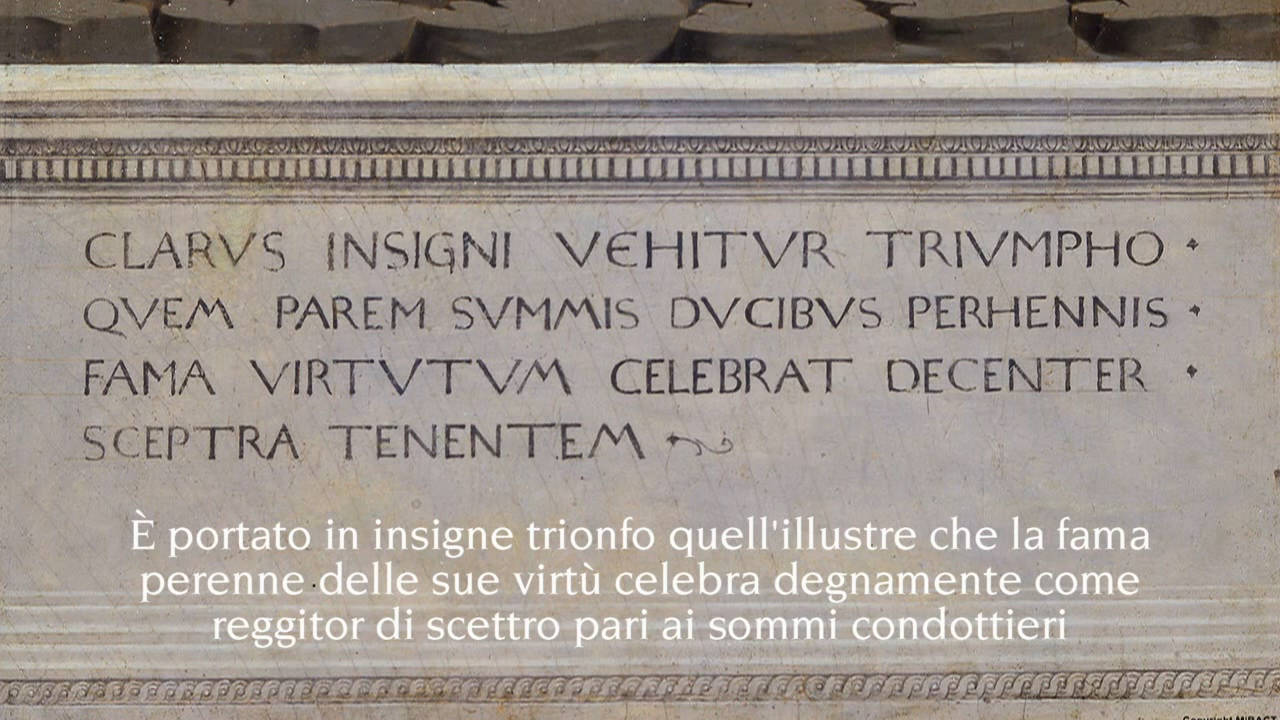 CLARVS INSIGNI VEHITVR TRIVMPHO
QVEM PAREM SVMMIS DVCIBVS PERHENNIS
FAMA VIRTVTVM CELEBRAT DECENTER
SCEPTRA TENENTEM
È portato in insigne trionfo quell'illustre che la fama
perenne delle sue virtù celebra degnamente come
reggitor di scettro pari ai sommi condottieri